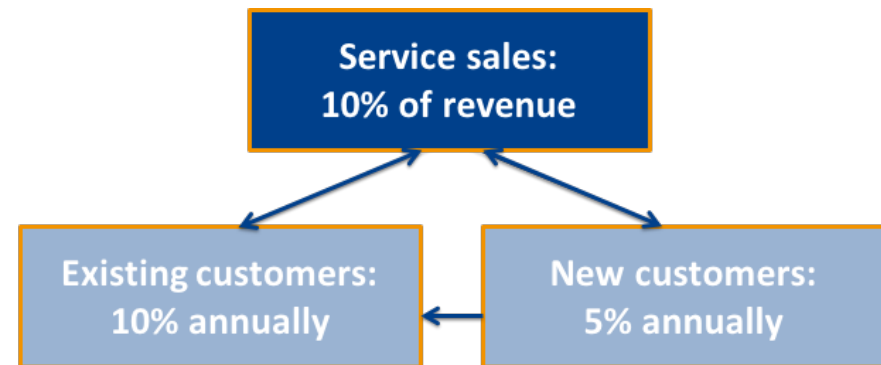 Service sales:
10% of revenue
Existing customers:
10% annually
New customers:
5% annually